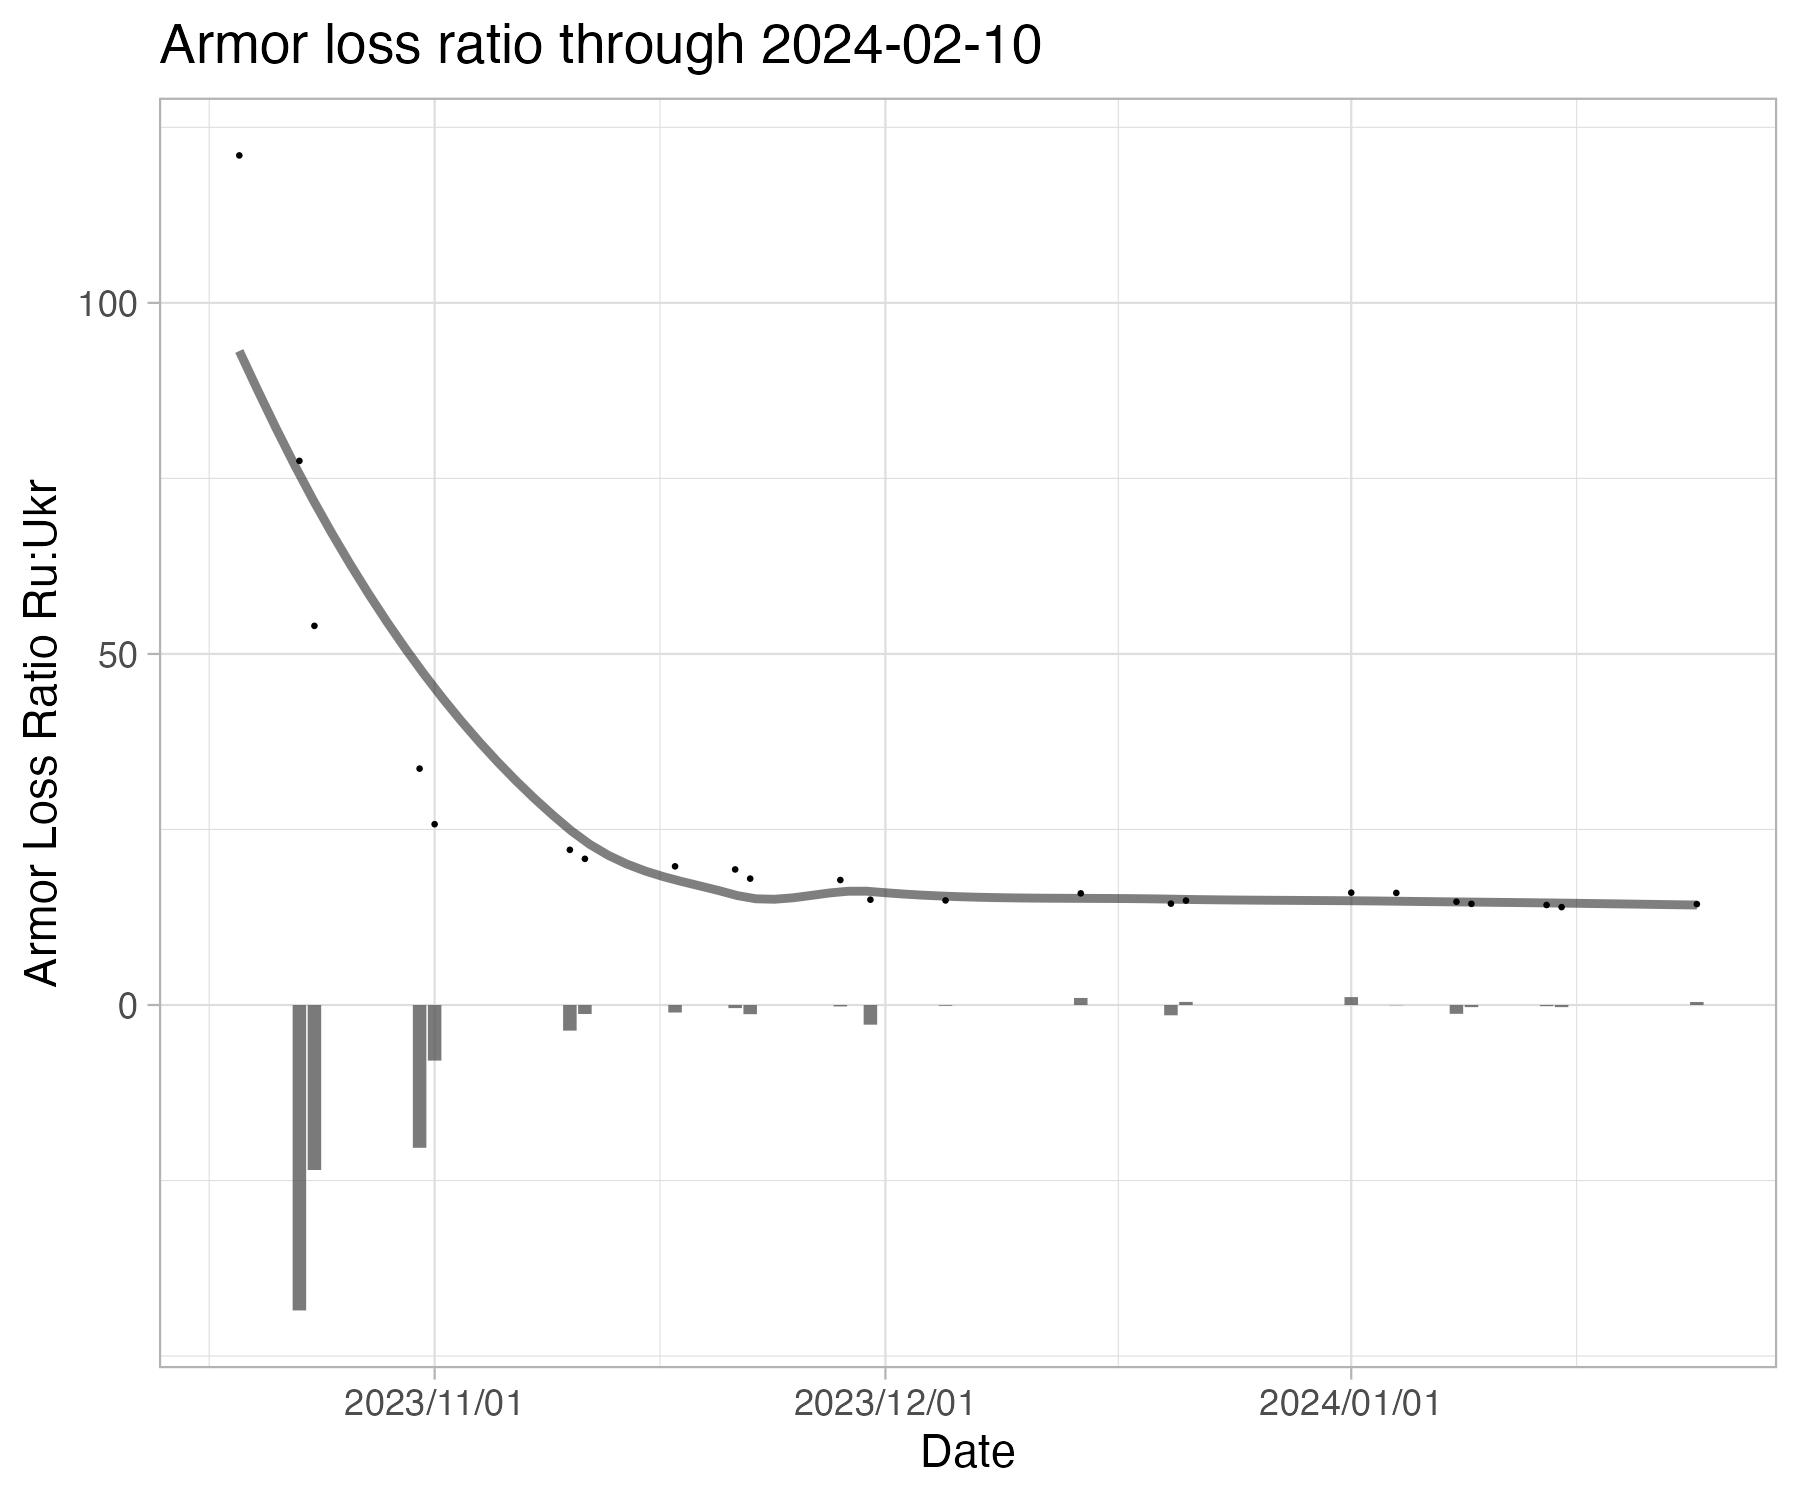 Armor loss ratio through 2024-02-10
Armor Loss Ratio Ru:Ukr
100
50
0
2023/11/01
2023/12/01
2024/01/01
Date